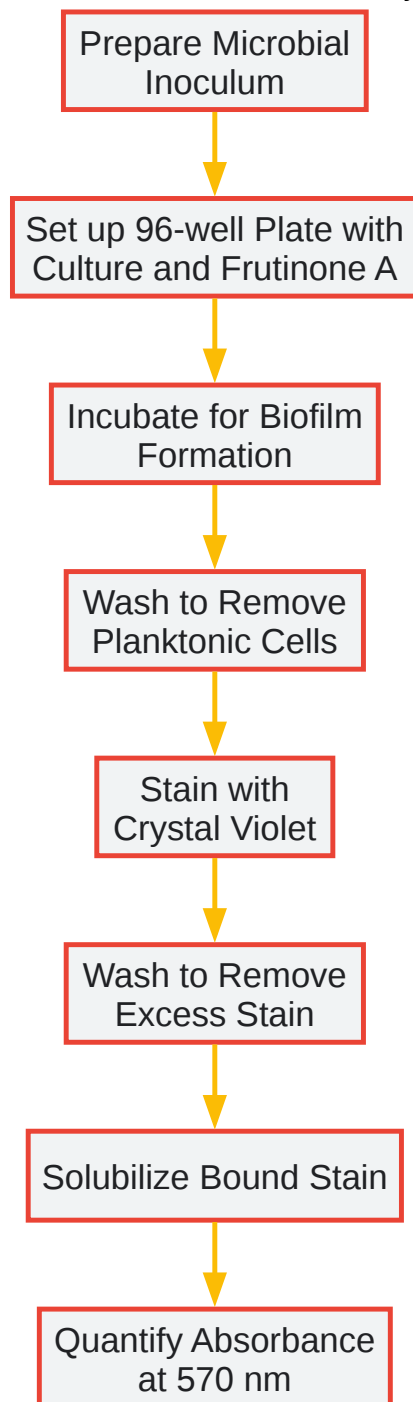 Prepare Microbial
Inoculum
Set up 96-well Plate with
Culture and Frutinone A
Incubate for Biofilm
Formation
Wash to Remove
Planktonic Cells
Stain with
Crystal Violet
Wash to Remove
Excess Stain
Solubilize Bound Stain
Quantify Absorbance
at 570 nm